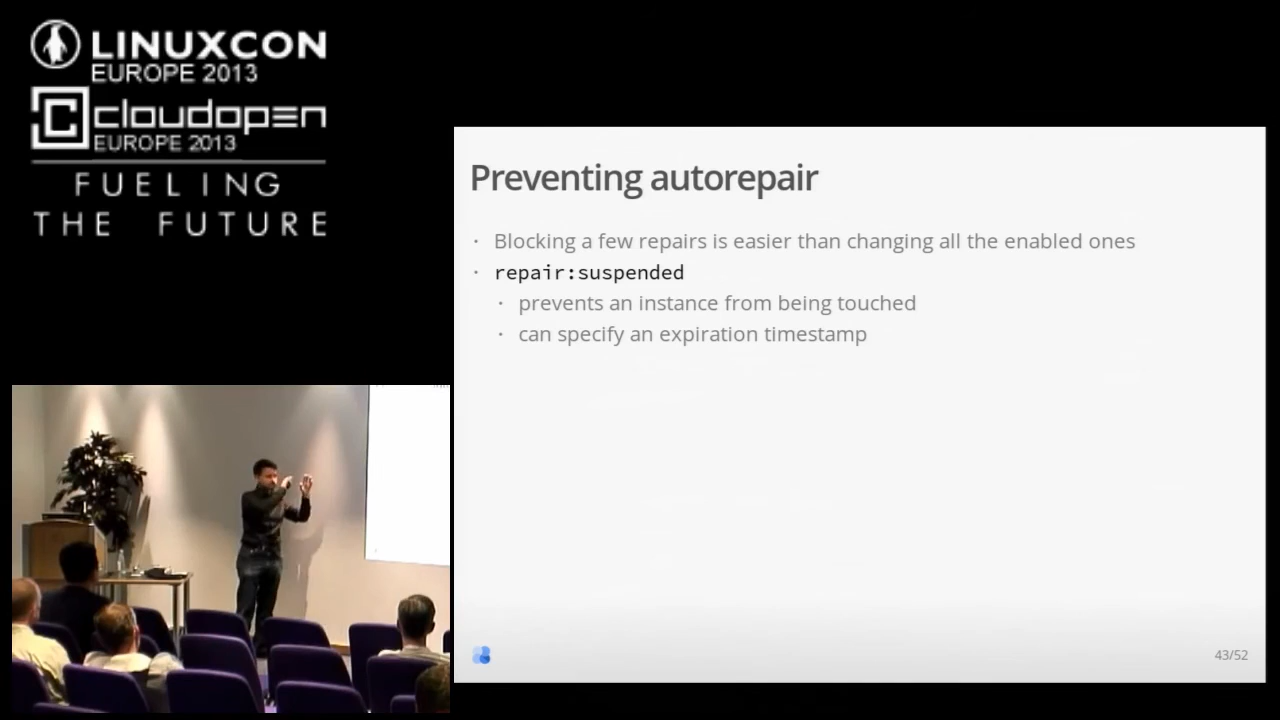 LINUXCON
EUROPE 2013
cloudopen
EUROPE 2013
FUELING
THE FUTURE
Preventing autorepair
· Blocking a few repairs is easier than changing all the enabled ones
· repair:suspended
· prevents an instance from being touched
· can specify an expiration timestamp
43/52